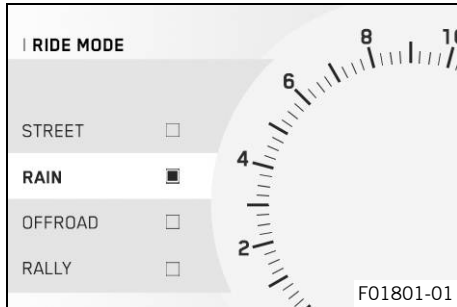 RIDE MODE
STREET
RAIN
OFFROAD
RALLY
2
4
6
8
F01801-01